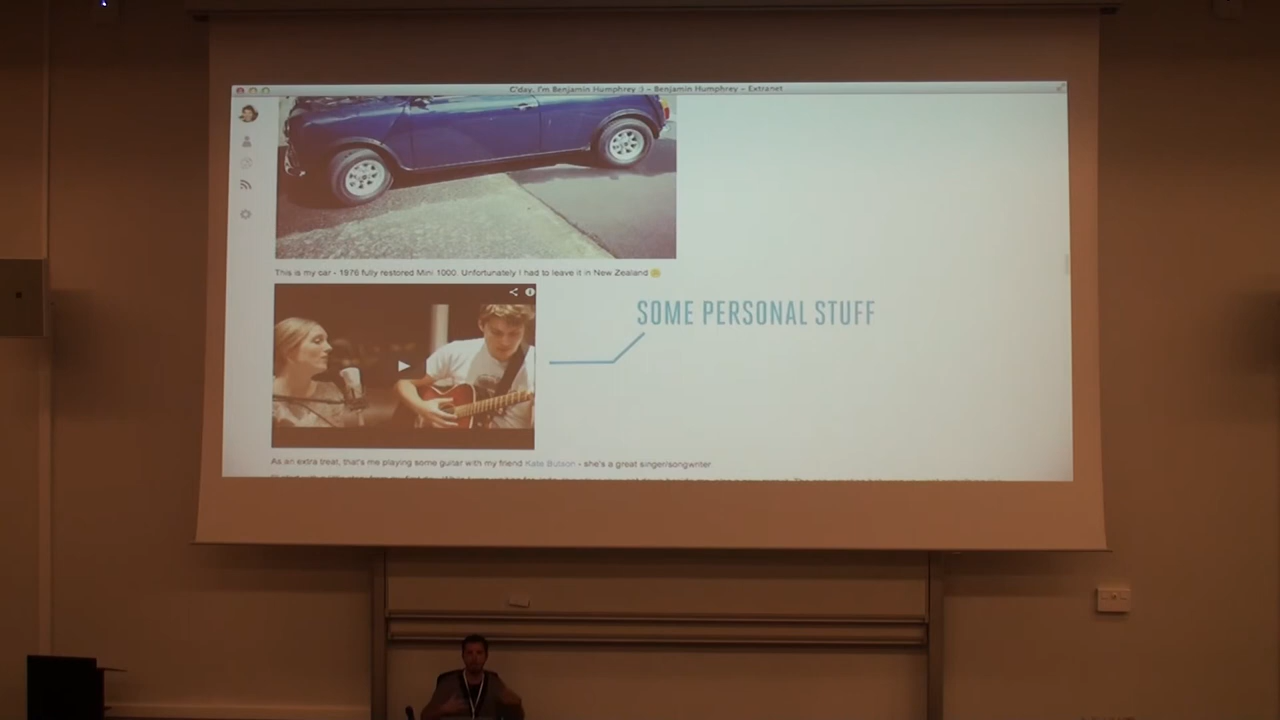 G'day, I'm Benjamin Humphrey :) – Benjamin Humphrey – Extranet
This is my car - 1976 fully restored Mini 1000. Unfortunately I had to leave it in New Zealand
SOME PERSONAL STUFF
As an extra treat, that's me playing some guitar with my friend Kate Butson - she's a great singer/songwriter